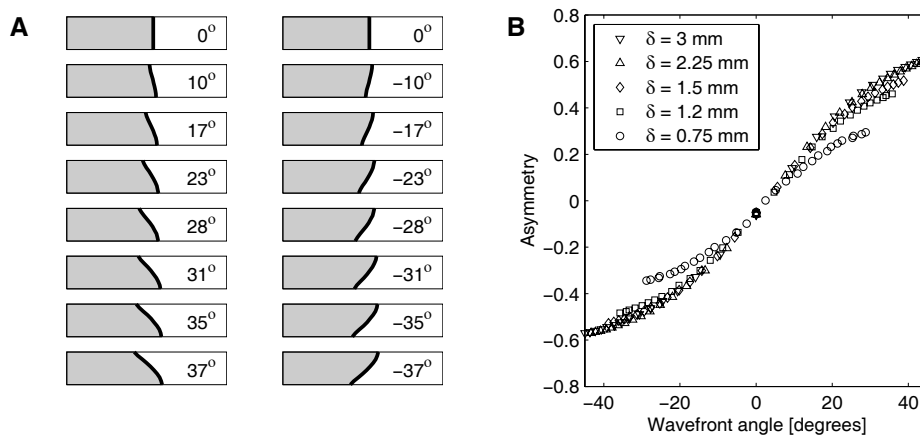 A
0°
0°
10°
-10°
17°
-17°
23°
-23°
28°
-28°
31°
-31°
35°
-35°
37°
-37°
B
0.8
0.6
0.4
0.2
0
−0.2
−0.4
−0.6
−0.8
Asymmetry
δ = 3 mm
δ = 2.25 mm
δ = 1.5 mm
δ = 1.2 mm
δ = 0.75 mm
−40 −20 0 20 40
Wavefront angle [degrees]